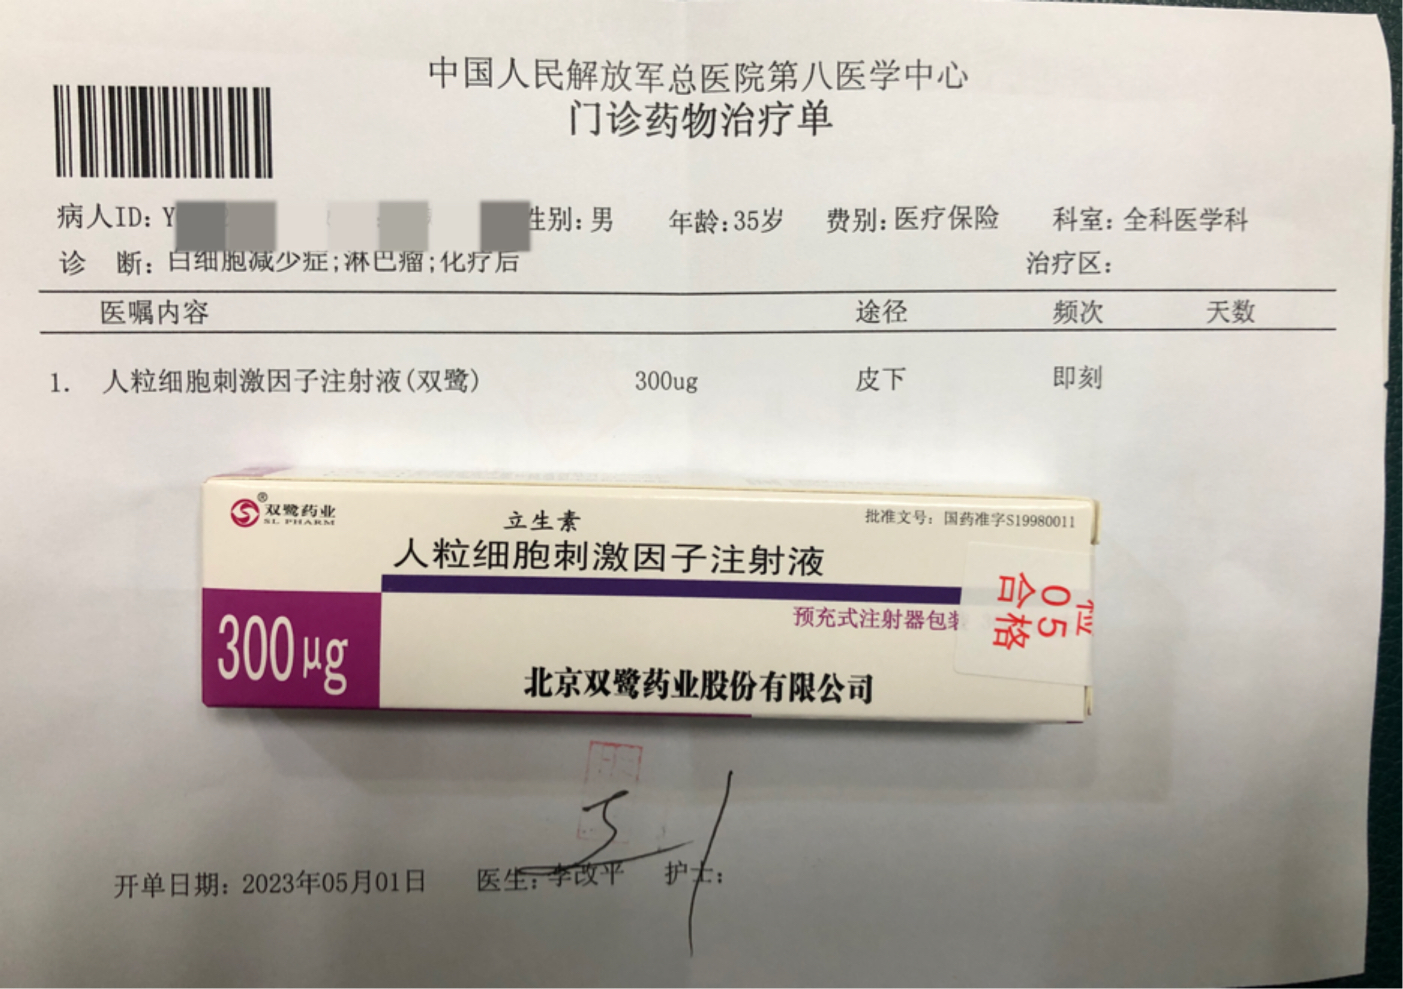 中国人民解放军总医院第八医学中心
门诊药物治疗单
病人ID: Y 性别: 男 年龄: 35岁 费别: 医疗保险 科室: 全科医学科
诊 断: 白细胞减少症;淋巴瘤;化疗后 治疗区:
医嘱内容 途径 频次 天数
1. 人粒细胞刺激因子注射液(双鹭) 300ug 皮下 即刻
双鹭药业 ®
SL PHARM
立生素
批准文号: 国药准字S19980011
人粒细胞刺激因子注射液
预充式注射器包装
300μg
北京双鹭药业股份有限公司
05
合格
开单日期: 2023年05月01日 医生: 李改平 护士: